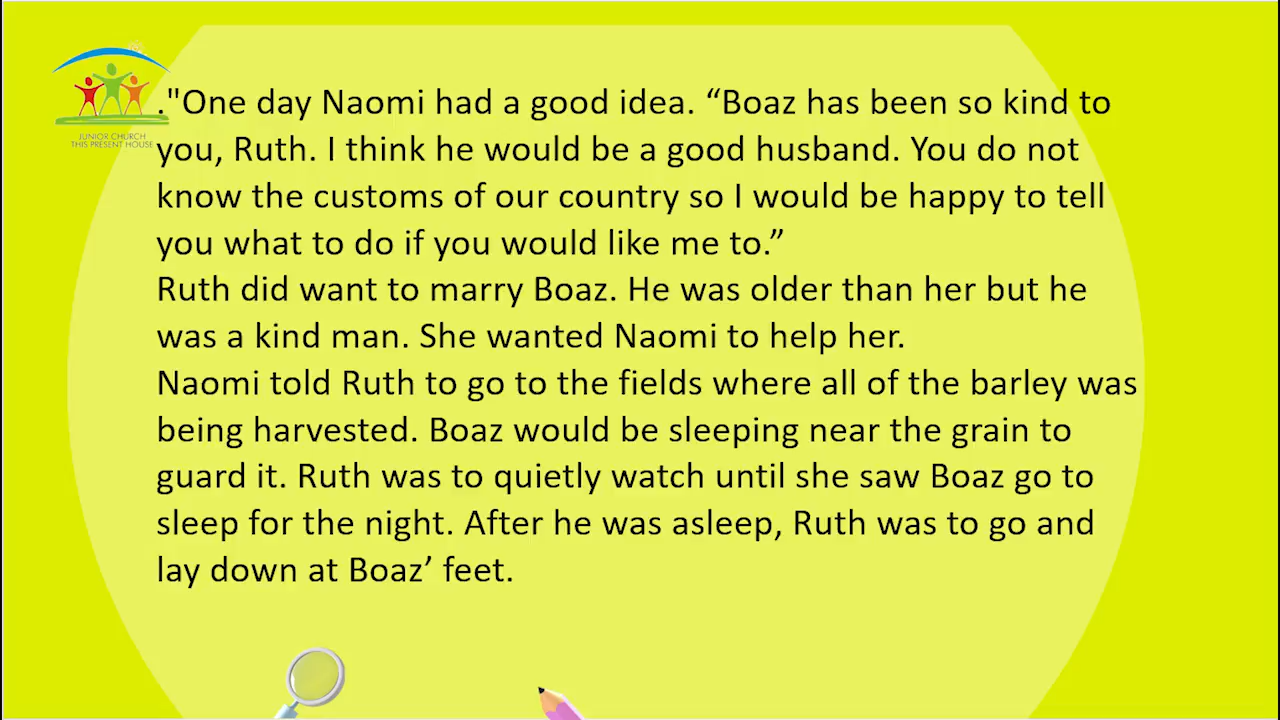 JUNIOR CHURCH
THIS PRESENT HOUSE
."One day Naomi had a good idea. “Boaz has been so kind to
you, Ruth. I think he would be a good husband. You do not
know the customs of our country so I would be happy to tell
you what to do if you would like me to.”
Ruth did want to marry Boaz. He was older than her but he
was a kind man. She wanted Naomi to help her.
Naomi told Ruth to go to the fields where all of the barley was
being harvested. Boaz would be sleeping near the grain to
guard it. Ruth was to quietly watch until she saw Boaz go to
sleep for the night. After he was asleep, Ruth was to go and
lay down at Boaz’ feet.